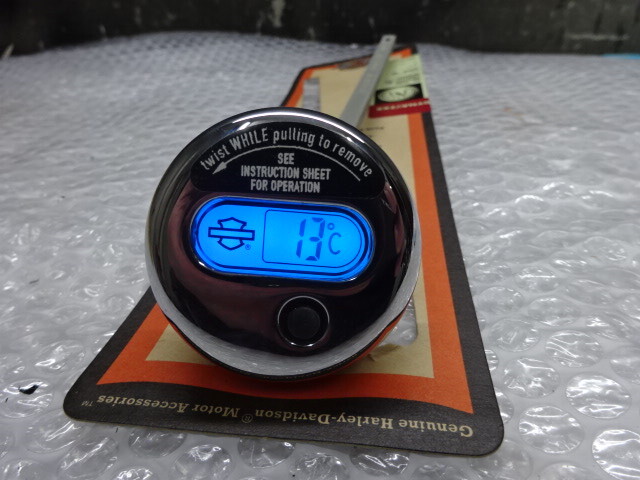 twist WHILE pulling to remove
SEE
INSTRUCTION SHEET
FOR OPERATION
13°C
®
Genuine Harley-Davidson® Motor Accessories™